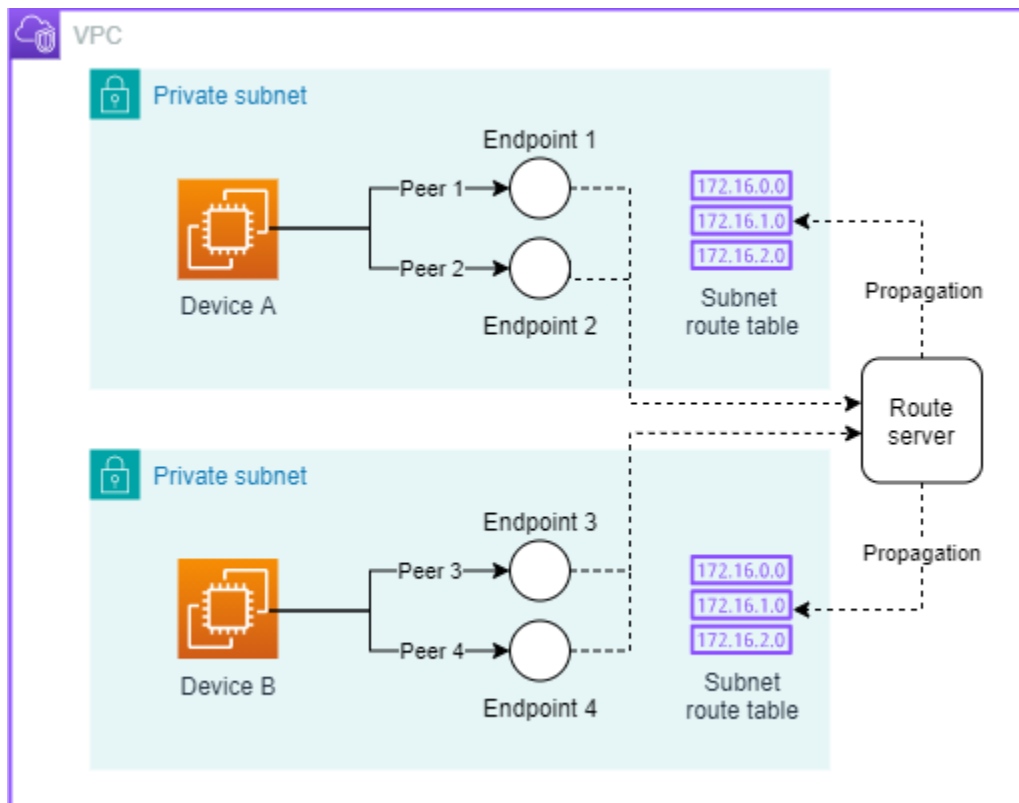 VPC
Private subnet
Endpoint 1
Peer 1
Peer 2
Device A
Endpoint 2
172.16.0.0
172.16.1.0
172.16.2.0
Subnet
route table
Propagation
Route
server
Private subnet
Endpoint 3
Peer 3
Peer 4
Device B
Endpoint 4
172.16.0.0
172.16.1.0
172.16.2.0
Subnet
route table
Propagation